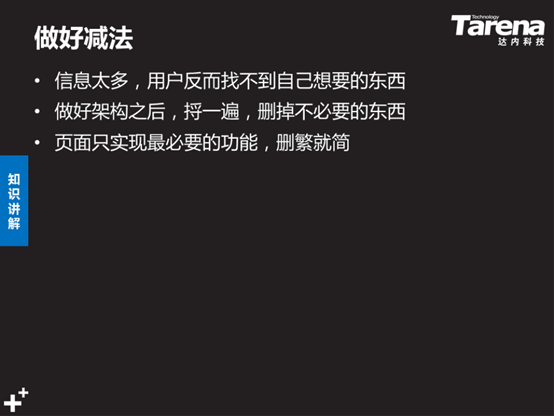 做好减法
Technology
Tarena
达内科技
• 信息太多，用户反而找不到自己想要的东西
• 做好架构之后，捋一遍，删掉不必要的东西
• 页面只实现最必要的功能，删繁就简
知识讲解